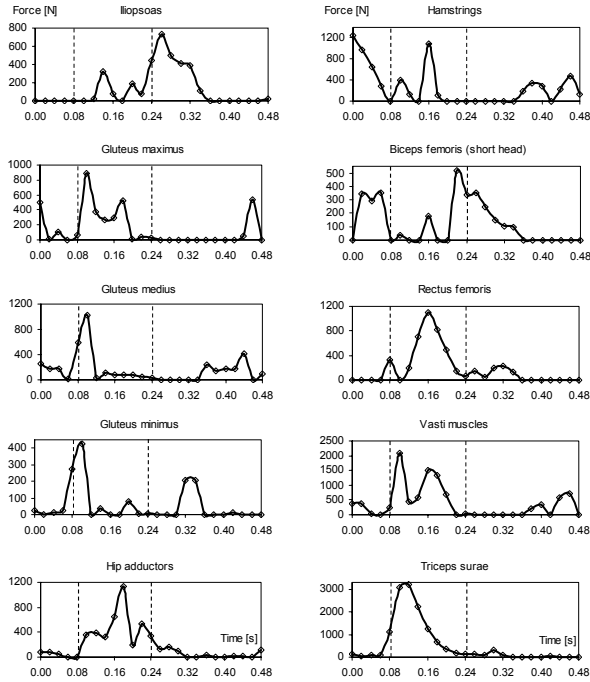 Force [N] Iliopsoas
800
600
400
200
0
0.00 0.08 0.16 0.24 0.32 0.40 0.48
Force [N] Hamstrings
1200
800
400
0
0.00 0.08 0.16 0.24 0.32 0.40 0.48
Gluteus maximus
1000
800
600
400
200
0
0.00 0.08 0.16 0.24 0.32 0.40 0.48
Biceps femoris (short head)
500
400
300
200
100
0
0.00 0.08 0.16 0.24 0.32 0.40 0.48
Gluteus medius
1200
800
400
0
0.00 0.08 0.16 0.24 0.32 0.40 0.48
Rectus femoris
1200
800
400
0
0.00 0.08 0.16 0.24 0.32 0.40 0.48
Gluteus minimus
400
300
200
100
0
0.00 0.08 0.16 0.24 0.32 0.40 0.48
Vasti muscles
2500
2000
1500
1000
500
0
0.00 0.08 0.16 0.24 0.32 0.40 0.48
Hip adductors
1200
800
400
0
Time [s]
0.00 0.08 0.16 0.24 0.32 0.40 0.48
Triceps surae
3000
2000
1000
0
Time [s]
0.00 0.08 0.16 0.24 0.32 0.40 0.48